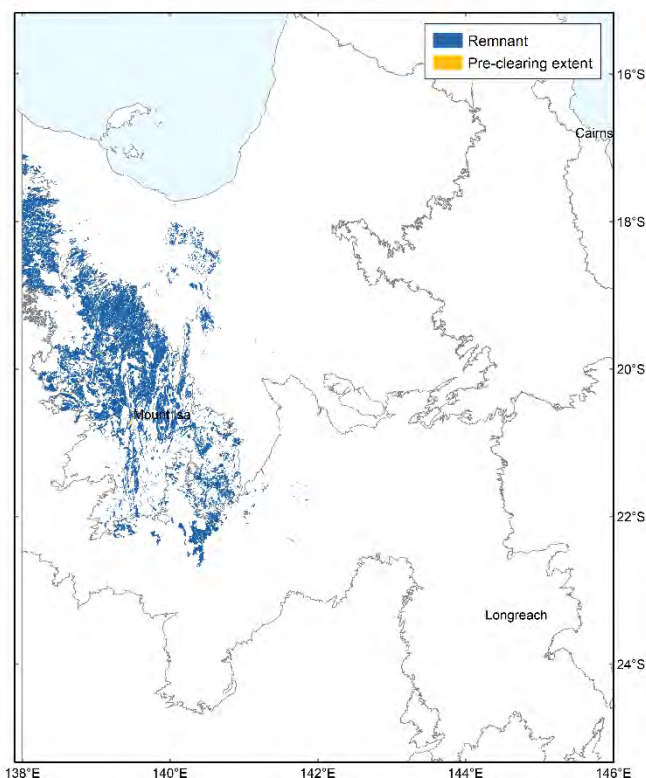 Remnant
Pre-clearing extent
16°S
Cairns
18°S
20°S
Mount Isa
22°S
Longreach
24°S
138°E 140°E 142°E 144°E 146°E